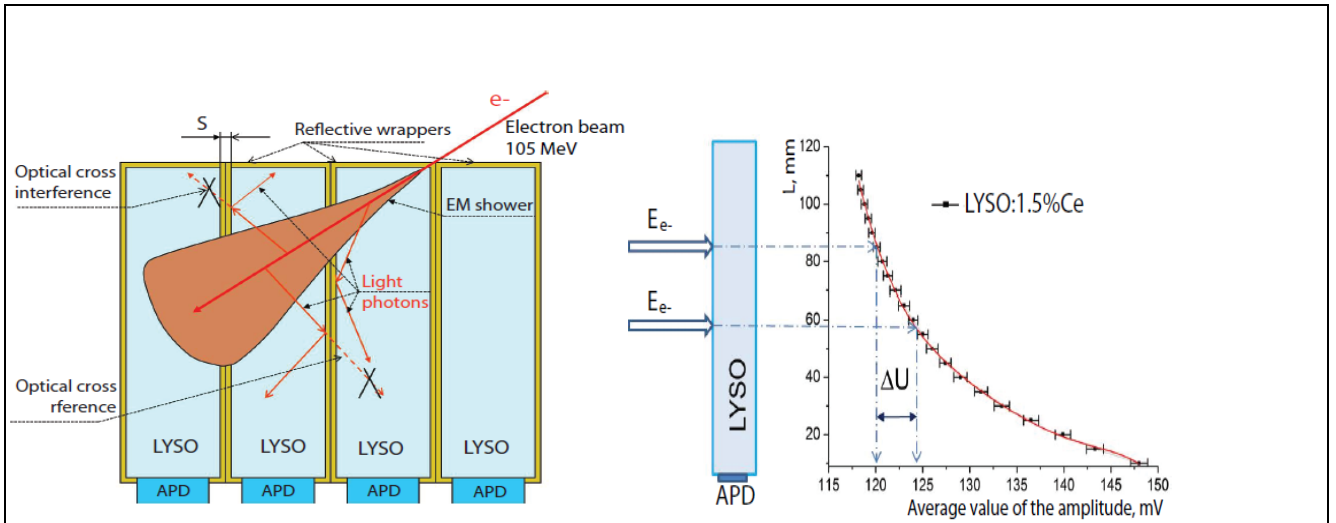 e-
S
Reflective wrappers
Electron beam
105 MeV
Optical cross
interference
EM shower
Light
photons
Optical cross
rference
LYSO
LYSO
LYSO
LYSO
APD
APD
APD
APD
E e-
E e-
LYSO
APD
L, mm
120
100
80
60
40
20
LYSO:1.5%Ce
ΔU
115 120 125 130 135 140 145 150
Average value of the amplitude, mV